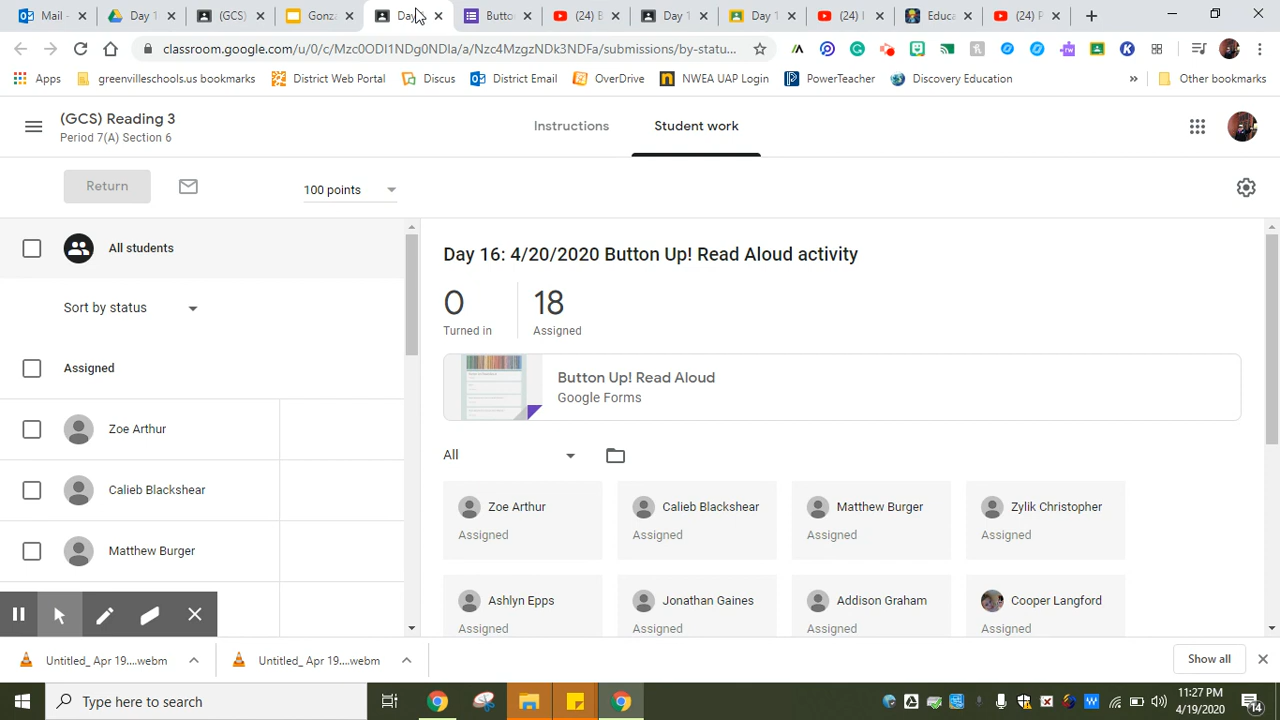 Mail -
Day 1
(GCS)
Gonza
Day
Butto
(24) E
Day 1
Day 1
(24) I
Educa
(24) P
classroom.google.com/u/0/c/Mzc0ODI1NDg0NDIa/a/Nzc4MzgzNDk3NDFa/submissions/by-statu...
Apps
greenvilleschools.us bookmarks
District Web Portal
Discus
District Email
OverDrive
NWEA UAP Login
PowerTeacher
Discovery Education
»
Other bookmarks
(GCS) Reading 3
Period 7(A) Section 6
Instructions
Student work
Return
100 points
All students
Sort by status
Assigned
Zoe Arthur
Calieb Blackshear
Matthew Burger
Day 16: 4/20/2020 Button Up! Read Aloud activity
0
Turned in
18
Assigned
Button Up! Read Aloud
Google Forms
All
Zoe Arthur
Assigned
Calieb Blackshear
Assigned
Matthew Burger
Assigned
Zylik Christopher
Assigned
Ashlyn Epps
Assigned
Jonathan Gaines
Assigned
Addison Graham
Assigned
Cooper Langford
Assigned
Untitled_ Apr 19....webm
Untitled_ Apr 19....webm
Show all
Type here to search
11:27 PM
4/19/2020
14